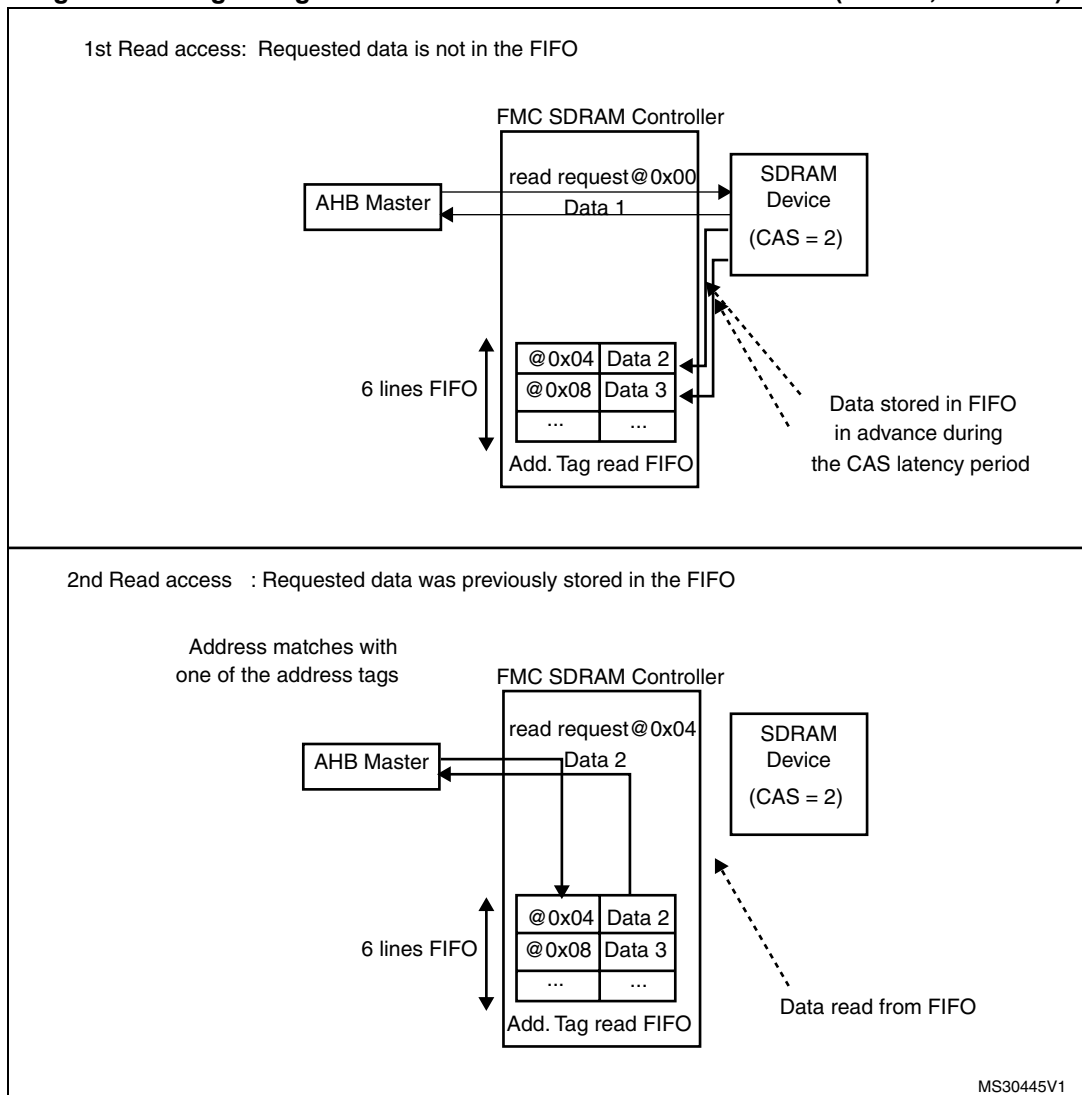 1st Read access: Requested data is not in the FIFO
FMC SDRAM Controller
read request@0x00
Data 1
AHB Master
SDRAM
Device
(CAS = 2)
6 lines FIFO
@0x04 Data 2
@0x08 Data 3
... ...
Add. Tag read FIFO
Data stored in FIFO
in advance during
the CAS latency period
2nd Read access : Requested data was previously stored in the FIFO
Address matches with
one of the address tags
FMC SDRAM Controller
read request@0x04
Data 2
AHB Master
SDRAM
Device
(CAS = 2)
6 lines FIFO
@0x04 Data 2
@0x08 Data 3
... ...
Add. Tag read FIFO
Data read from FIFO
MS30445V1